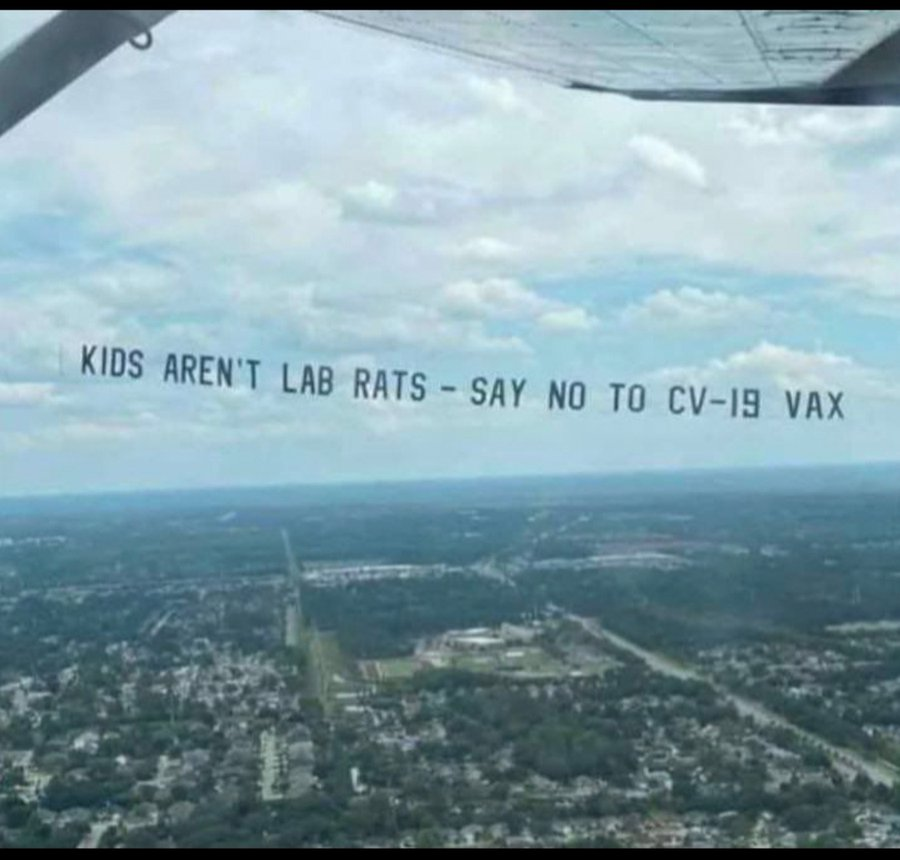 KIDS AREN'T LAB RATS - SAY NO TO CV-19 VAX